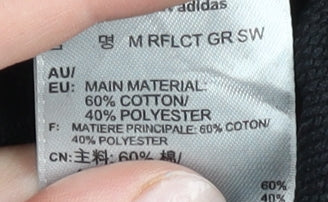 adidas
명 M RFLCT GR SW
AU/
EU: MAIN MATERIAL:
60% COTTON/
40% POLYESTER
F: MATIERE PRINCIPALE: 60% COTON/
40% POLYESTER
CN: 主料: 60% 棉/
60%
40%